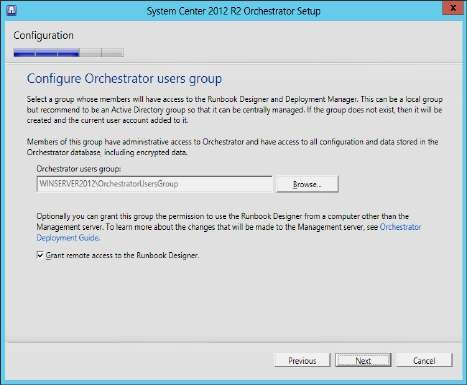 System Center 2012 R2 Orchestrator Setup
x
Configuration
Configure Orchestrator users group
Select a group whose members will have access to the Runbook Designer and Deployment Manager. This can be a local group
but recommend to be an Active Directory group so that it can be centrally managed. If the group does not exist, then it will be
created and the current user account added to it.
Members of this group have administrative access to Orchestrator and have access to all configuration and data stored in the
Orchestrator database, including encrypted data.
Orchestrator users group:
WINSERVER2012\OrchestratorUsersGroup
Browse...
Optionally you can grant this group the permission to use the Runbook Designer from a computer other than the
Management server. To learn more about the changes that will be made to the Management server, see Orchestrator
Deployment Guide.
Grant remote access to the Runbook Designer.
Previous
Next
Cancel